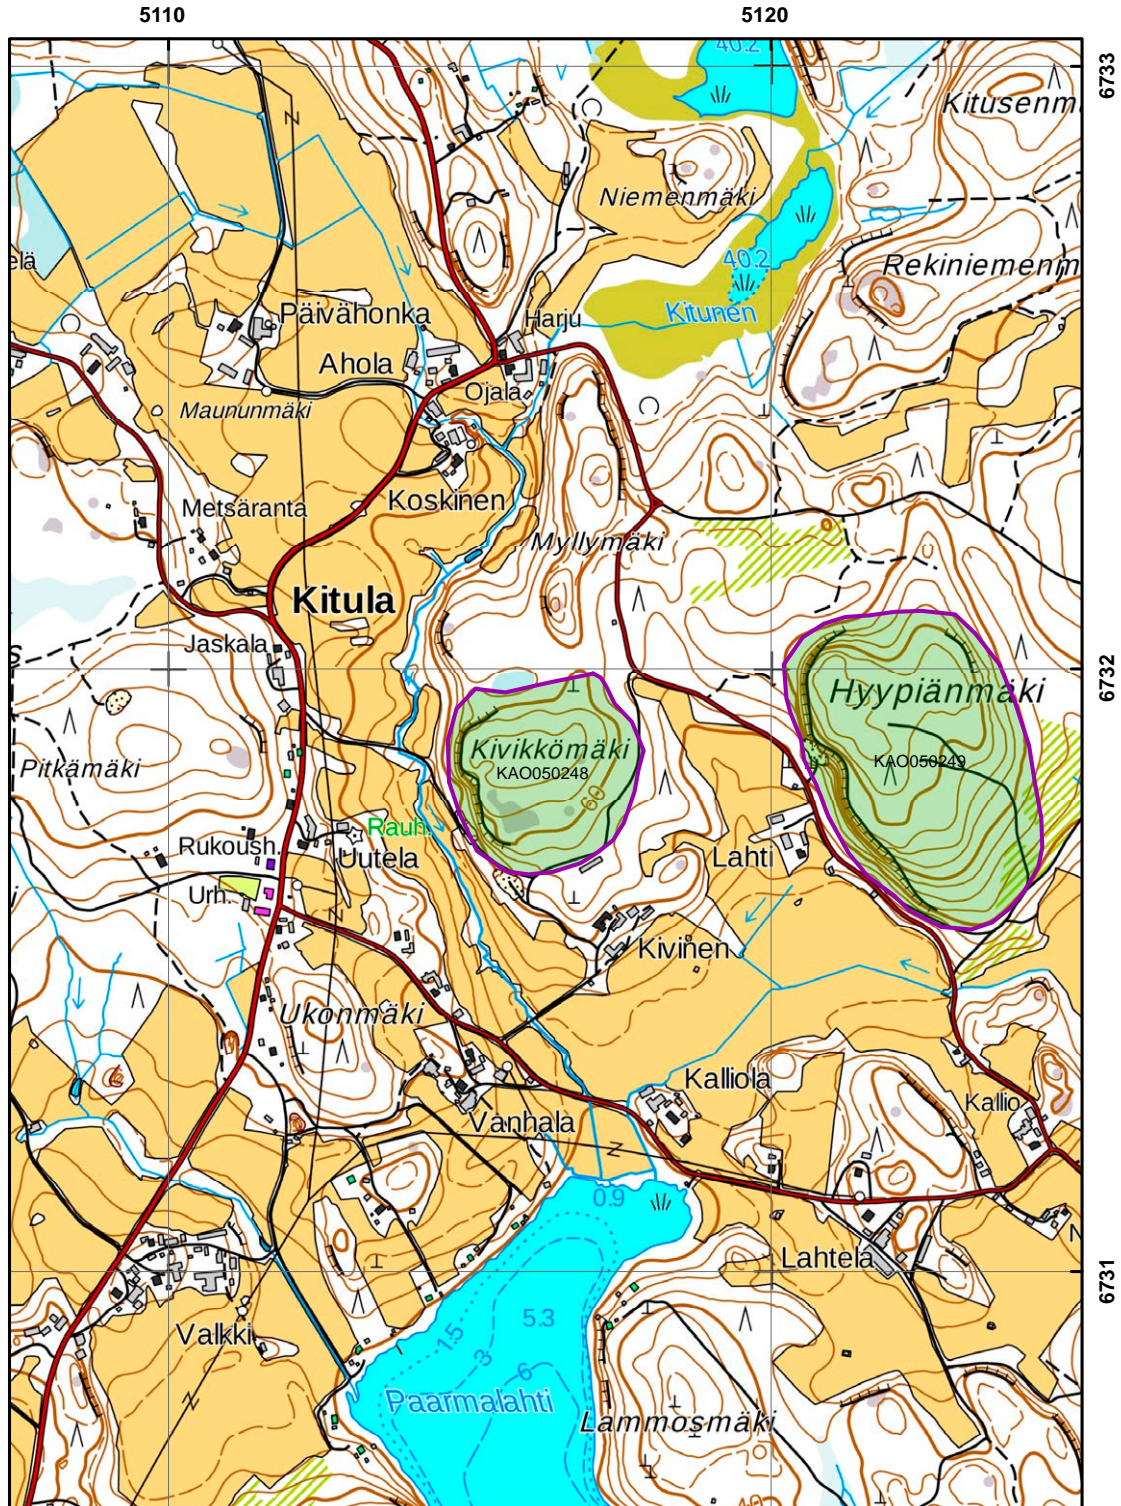 5110
5120
6733
40.2
Kitusenm
Niemenmäki
40.2
Rekiniemenm
elä
Kitunen
Päivähonka
Harju
Ahola
Ojala
Maununmäki
Koskinen
Metsäranta
Myllymäki
Kitula
Jaskala
6732
Hyypiänmäki
Kivikkömäki
KAO050248
KAO050249
Pitkämäki
60
Rauh.
Rukoush.
Uutela
Lahti
Urh.
Kivinen
Ukonmäki
Kalliola
Kallio
Vanhala
0.9
N
Lahtela
6731
5.3
Valkki
1.5
3
6
Paarmalahti
Lammosmäki
40